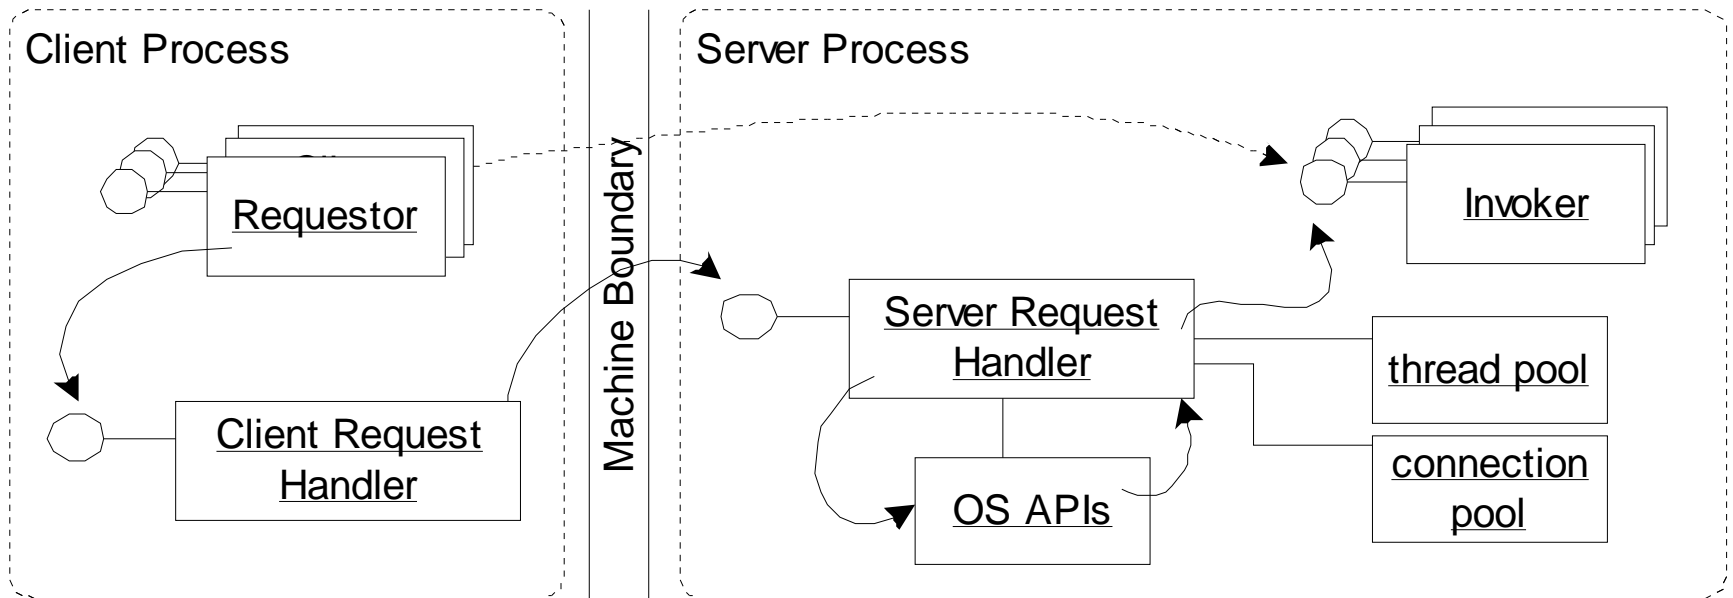 Client Process
Requestor
Client Request
Handler
Machine Boundary
Server Process
Invoker
Server Request
Handler
thread pool
connection
pool
OS APIs